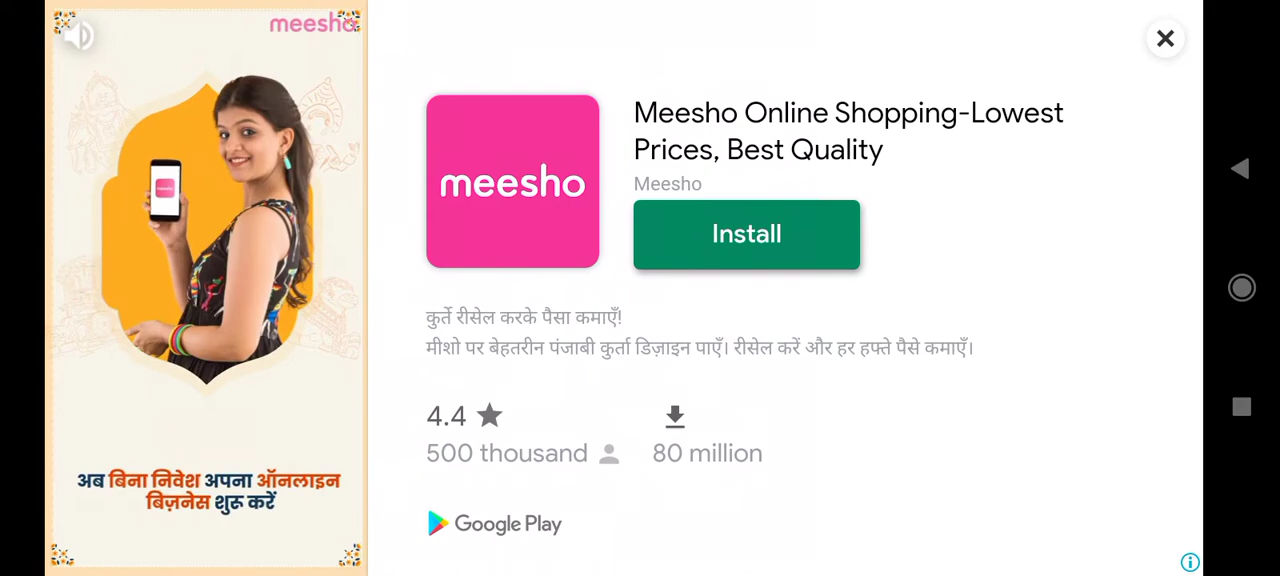 meesho
अब बिना निवेश अपना ऑनलाइन
बिज़नेस शुरू करें
meesho
Meesho Online Shopping-Lowest
Prices, Best Quality
Meesho
Install
कुर्ते रीसेल करके पैसा कमाएँ!
मीशो पर बेहतरीन पंजाबी कुर्ता डिज़ाइन पाएँ। रीसेल करें और हर हफ्ते पैसे कमाएँ।
4.4
500 thousand
80 million
Google Play